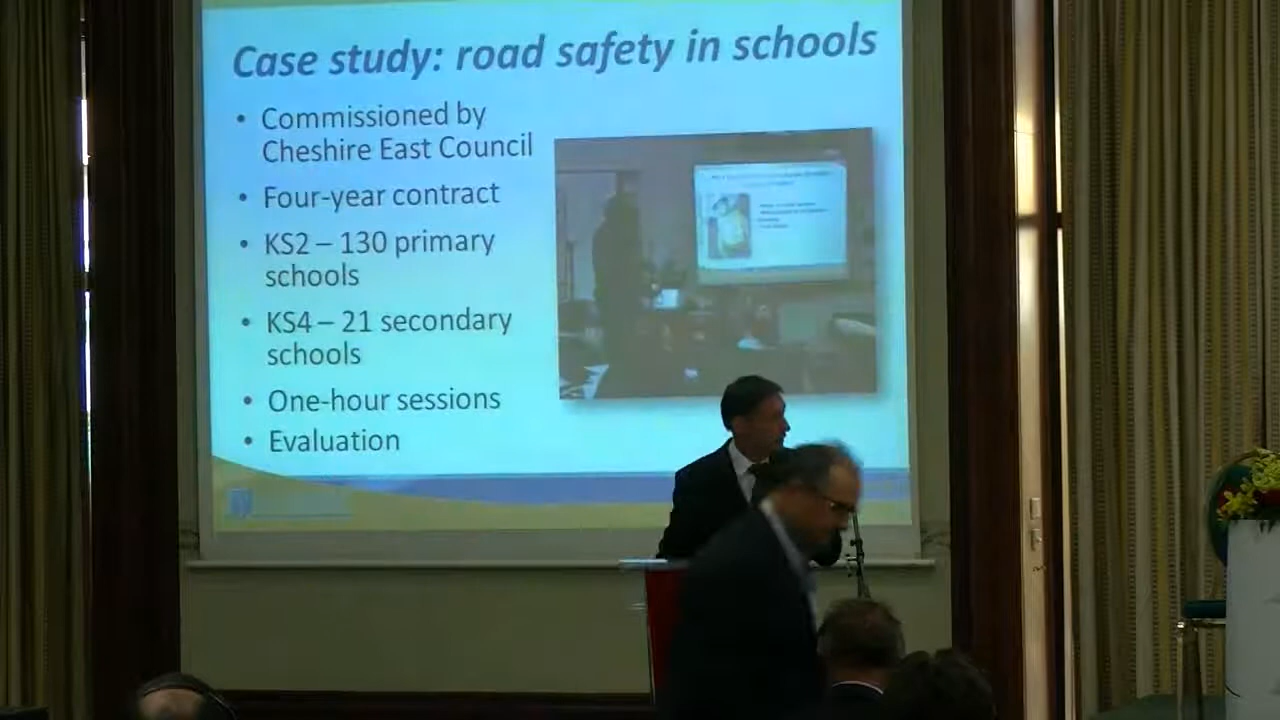 Case study: road safety in schools
• Commissioned by
Cheshire East Council
• Four-year contract
• KS2 – 130 primary
schools
• KS4 – 21 secondary
schools
• One-hour sessions
• Evaluation